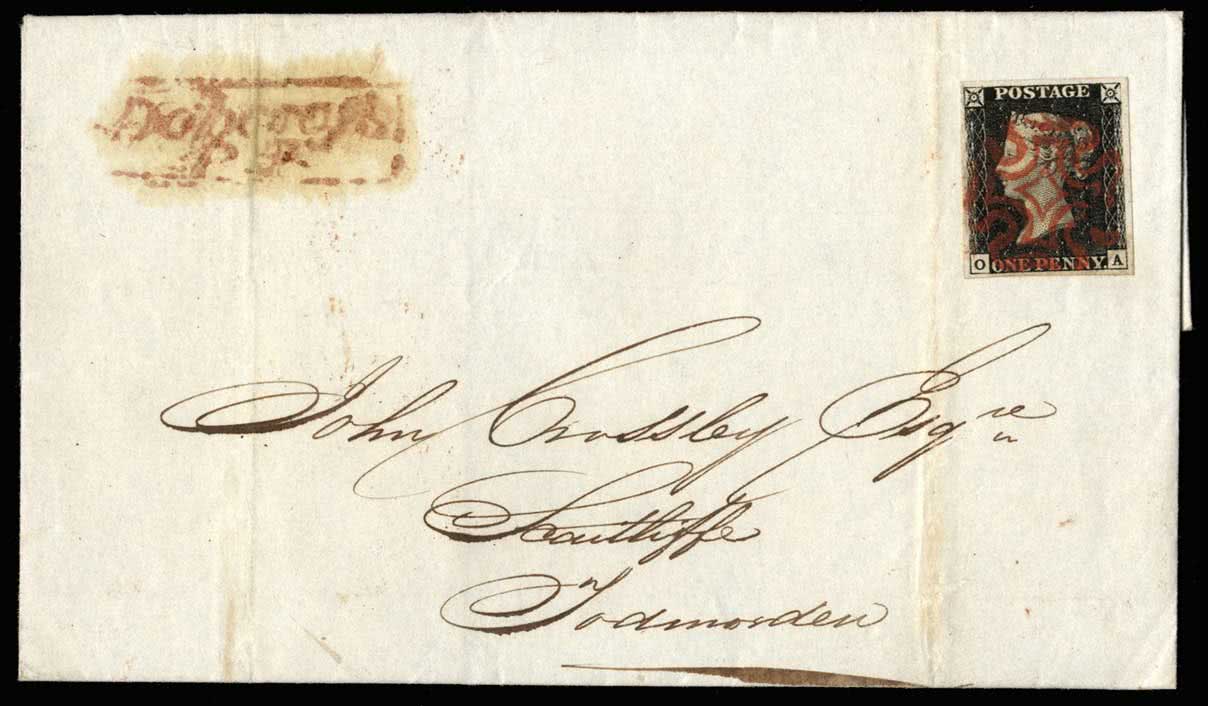 POSTAGE
O ONE PENNY. A
John Crossley Esqre
Scaitcliffe
Todmorden